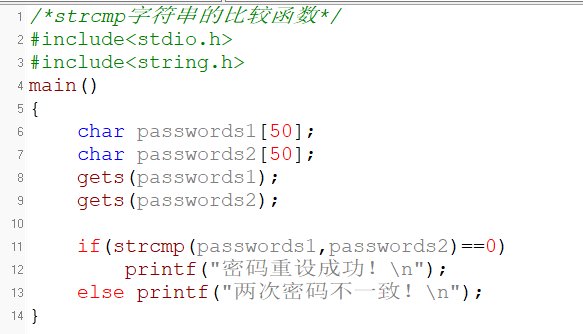 1 /*strcmp字符串的比较函数*/
2 #include<stdio.h>
3 #include<string.h>
4 main()
5 {
6     char passwords1[50];
7     char passwords2[50];
8     gets(passwords1);
9     gets(passwords2);
10
11     if(strcmp(passwords1,passwords2)==0)
12         printf("密码重设成功！\n");
13     else printf("两次密码不一致！\n");
14 }